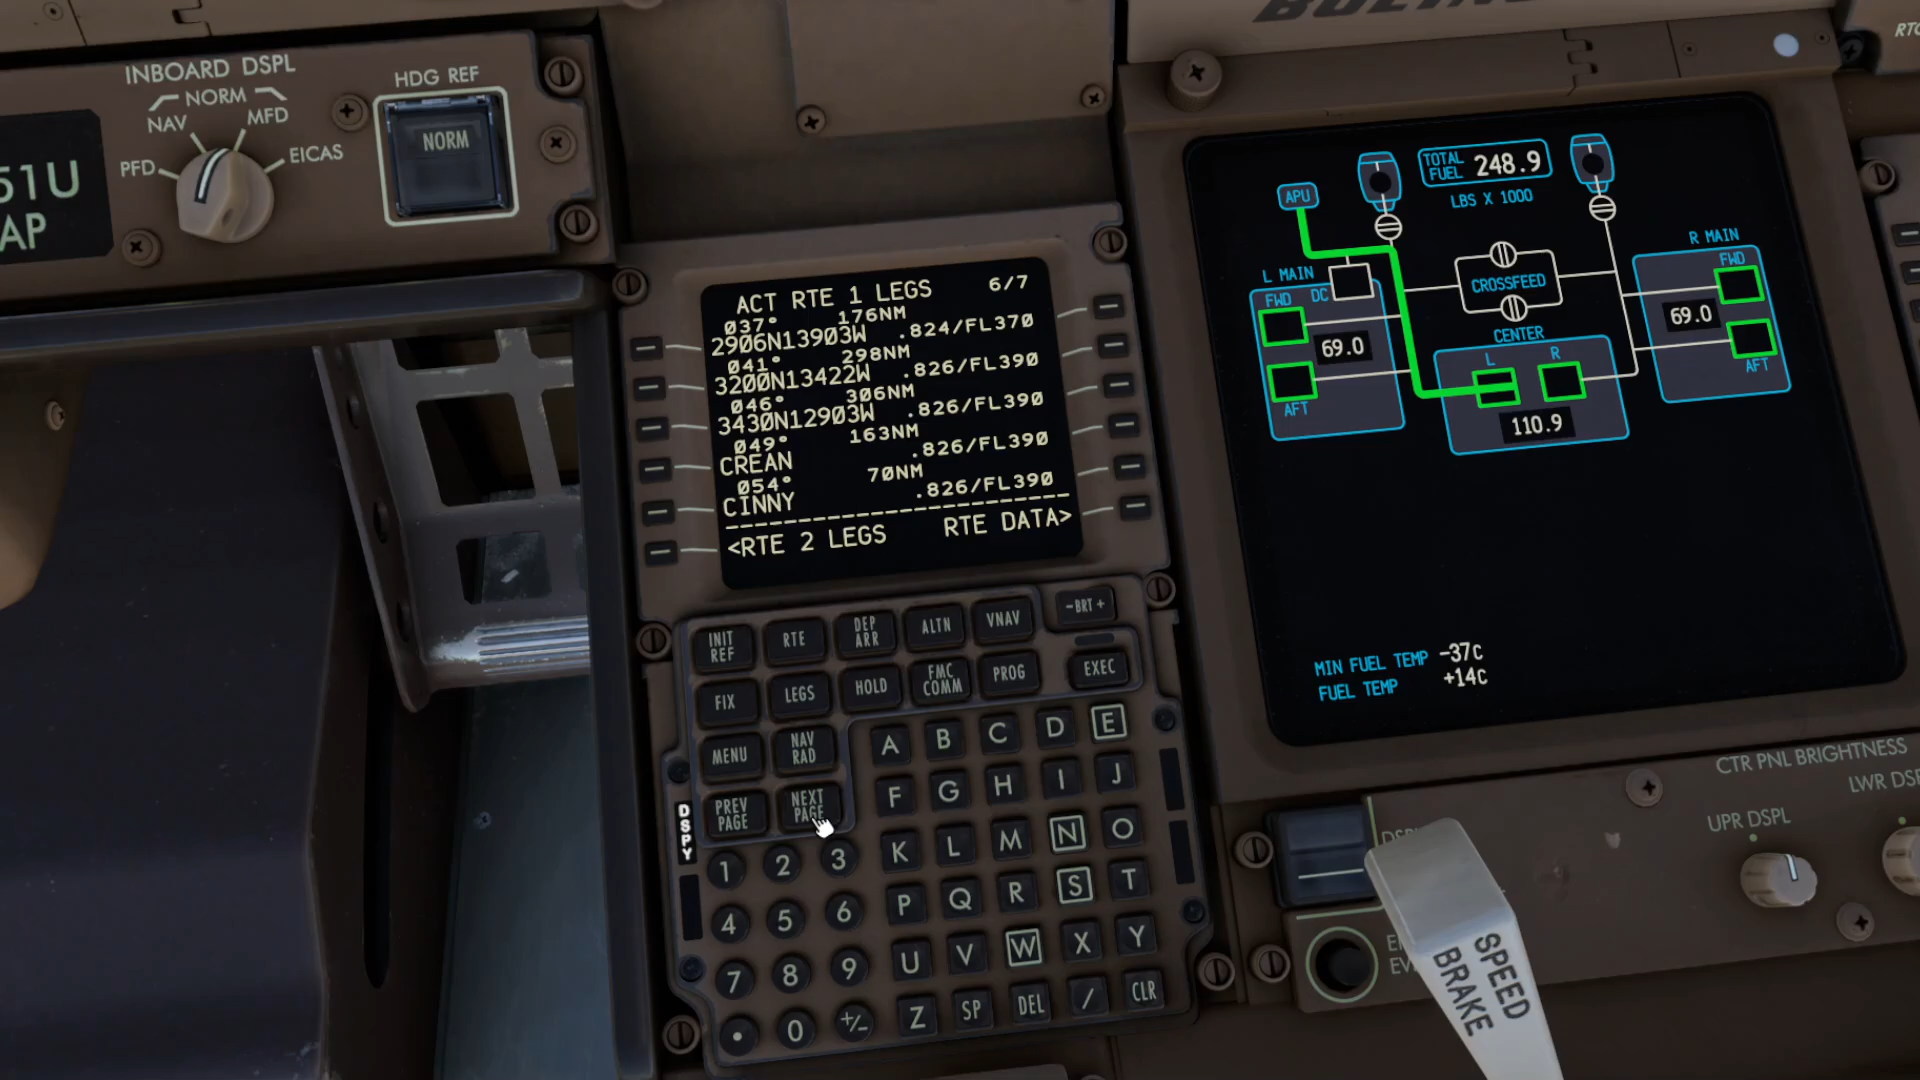 BOEING
RTO
INBOARD DSPL
NORM
NAV
MFD
PFD
EICAS
HDG REF
NORM
51U
AP
ACT RTE 1 LEGS 6/7
037° 176NM
2906N13903W .824/FL370
041° 298NM
3200N13422W .826/FL390
046° 306NM
3430N12903W .826/FL390
049° 163NM
CREAN .826/FL390
054° 70NM
CINNY .826/FL390
--------------------------
<RTE 2 LEGS RTE DATA>
INIT REF RTE DEP ARR ALTN VNAV -BRT+
FIX LEGS HOLD FMC COMM PROG EXEC
MENU NAV RAD
PREV PAGE NEXT PAGE
DSPY
A B C D E
F G H I J
K L M N O
P Q R S T
U V W X Y
Z SP DEL / CLR
1 2 3
4 5 6
7 8 9
. 0 +/-
TOTAL FUEL 248.9
LBS X 1000
APU
L MAIN
FWD
DC
69.0
AFT
CROSSFEED
CENTER
L R
110.9
R MAIN
FWD
69.0
AFT
MIN FUEL TEMP -37c
FUEL TEMP +14c
CTR PNL BRIGHTNESS
UPR DSPL
LWR DSP
SPEED BRAKE